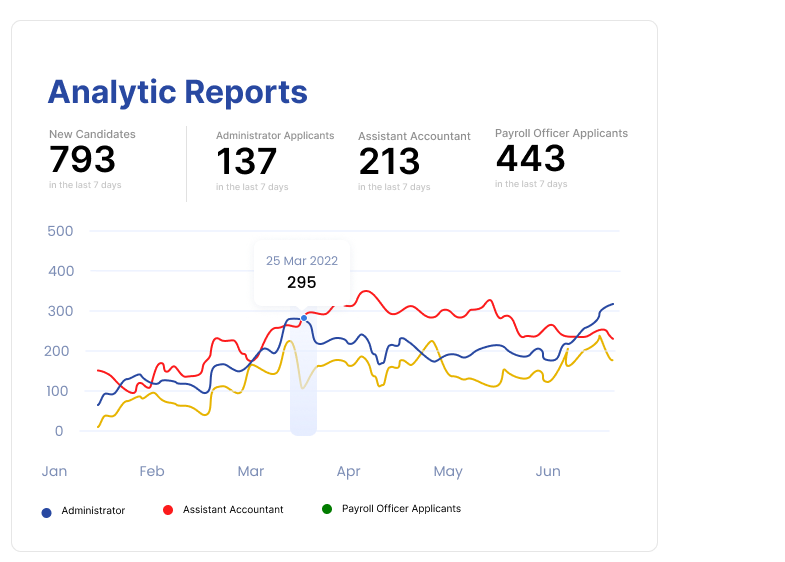 Analytic Reports
New Candidates
793
in the last 7 days
Administrator Applicants
137
in the last 7 days
Assistant Accountant
213
in the last 7 days
Payroll Officer Applicants
443
in the last 7 days
500
400
300
200
100
0
25 Mar 2022
295
Jan Feb Mar Apr May Jun
Administrator Assistant Accountant Payroll Officer Applicants